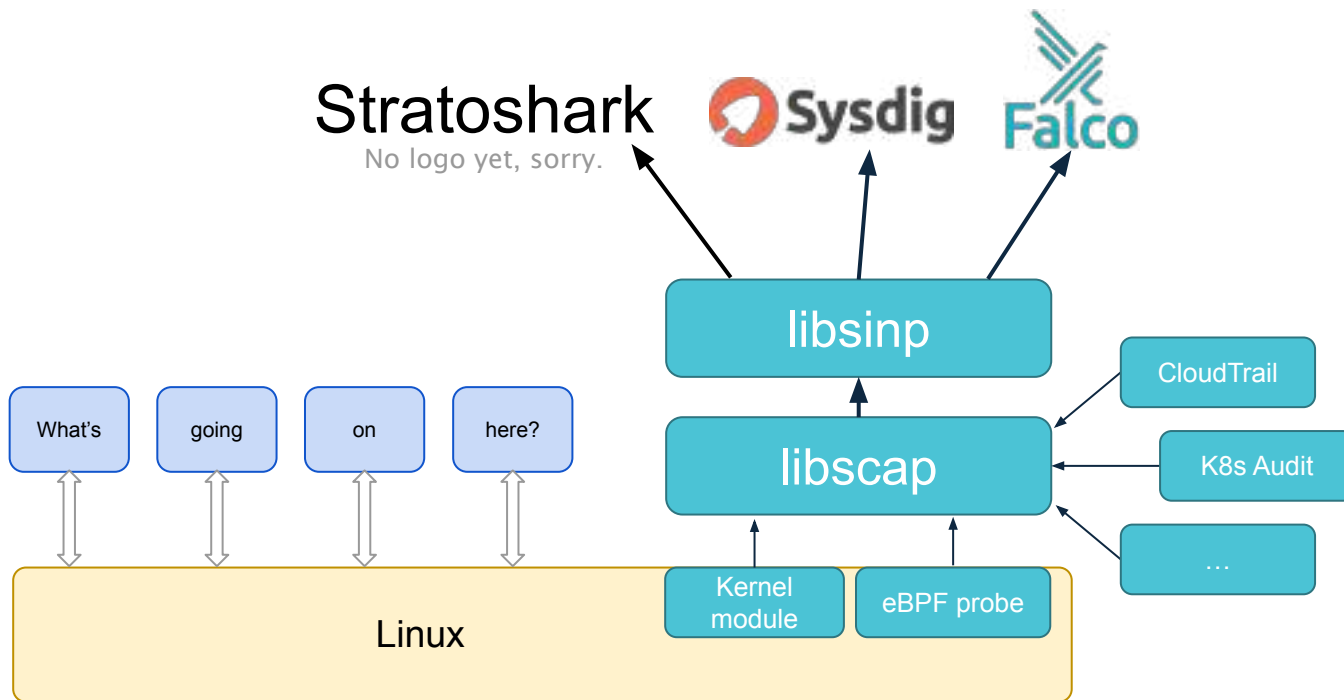 Stratoshark
No logo yet, sorry.
Sysdig
Falco
libsinp
CloudTrail
What's
going
on
here?
libscap
K8s Audit
…
Kernel
module
eBPF probe
Linux